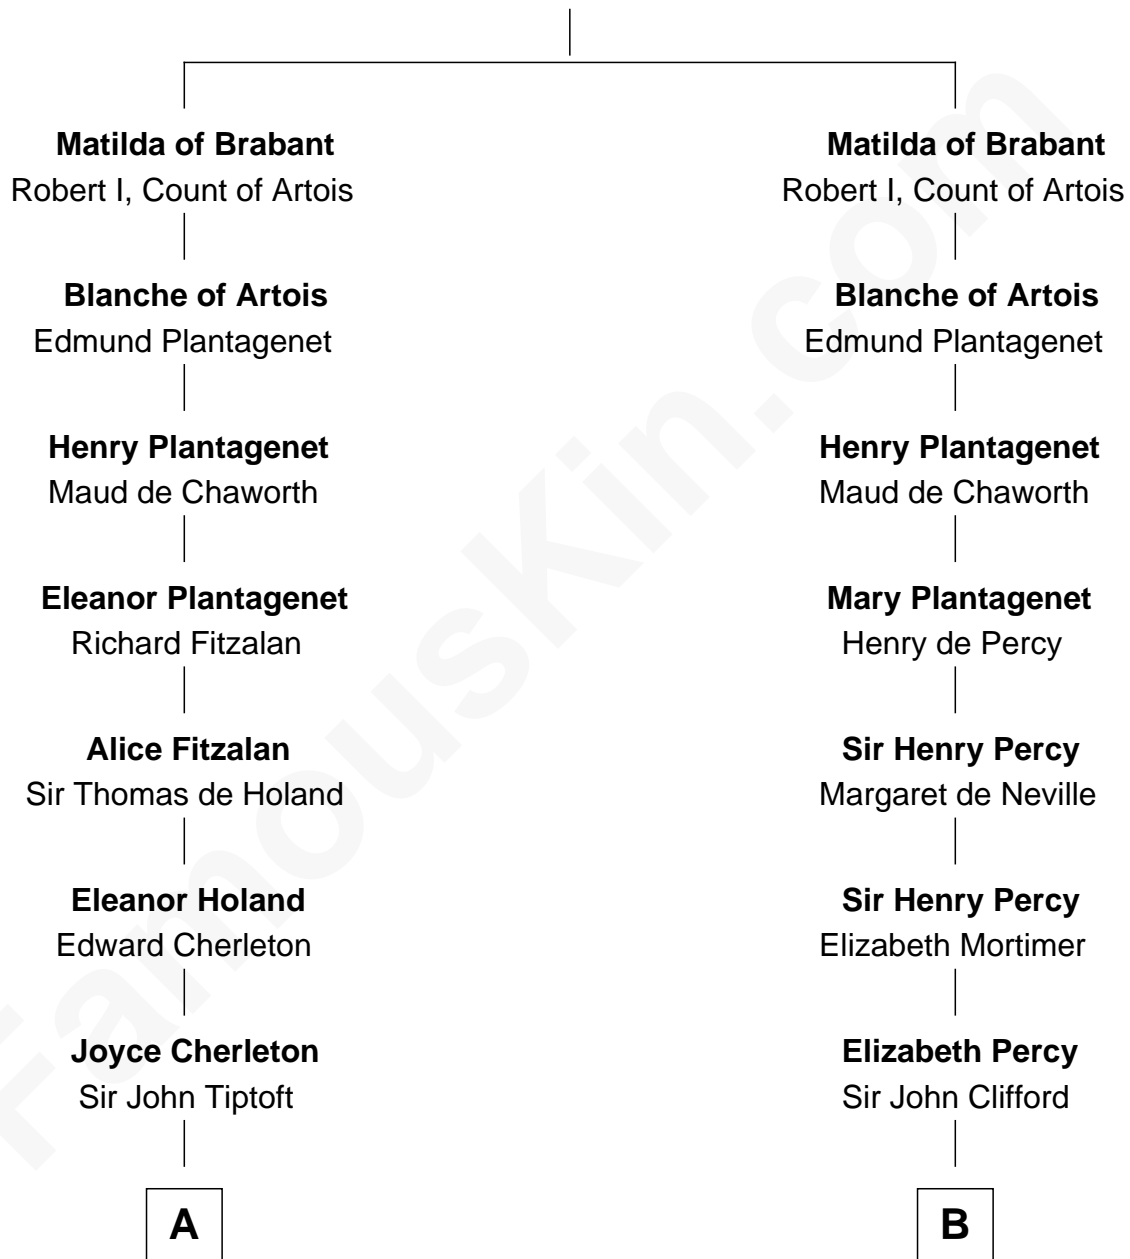 Matilda of Brabant
Robert I, Count of Artois
Blanche of Artois
Edmund Plantagenet
Henry Plantagenet
Maud de Chaworth
Eleanor Plantagenet
Richard Fitzalan
Alice Fitzalan
Sir Thomas de Holand
Eleanor Holand
Edward Cherleton
Joyce Cherleton
Sir John Tiptoft
A
Matilda of Brabant
Robert I, Count of Artois
Blanche of Artois
Edmund Plantagenet
Henry Plantagenet
Maud de Chaworth
Mary Plantagenet
Henry de Percy
Sir Henry Percy
Margaret de Neville
Sir Henry Percy
Elizabeth Mortimer
Elizabeth Percy
Sir John Clifford
B
FamousKin.com